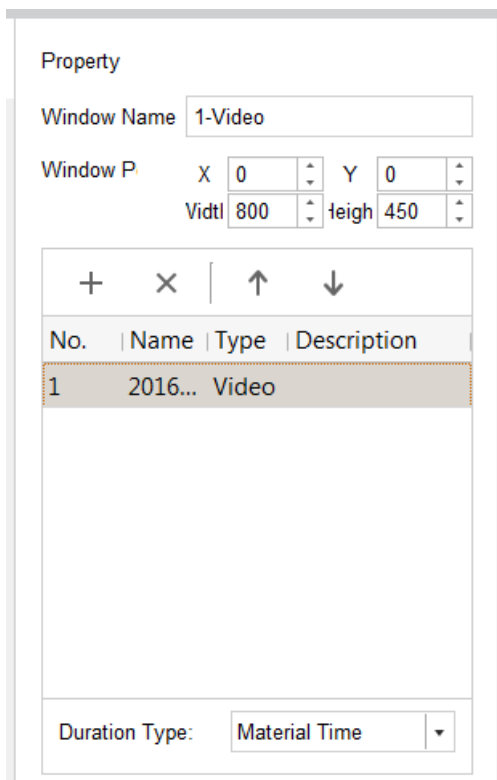 Property
Window Name 1-Video
Window P X 0 Y 0
Vidtl 800 Heigh 450
No. Name Type Description
1 2016... Video
Duration Type: Material Time